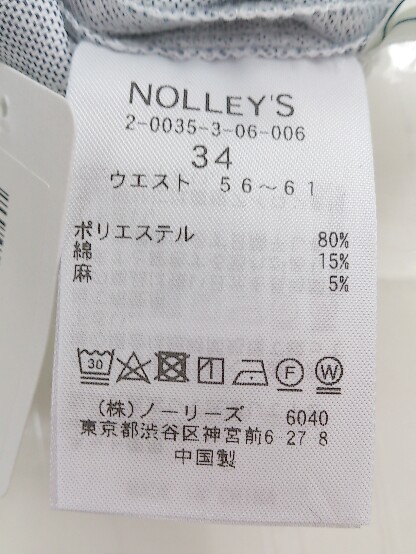 NOLLEY'S
2-0035-3-06-006
34
ウエスト 56～61
ポリエステル 80%
綿 15%
麻 5%
30 F W
(株)ノーリーズ 6040
東京都渋谷区神宮前6 27 8
中国製